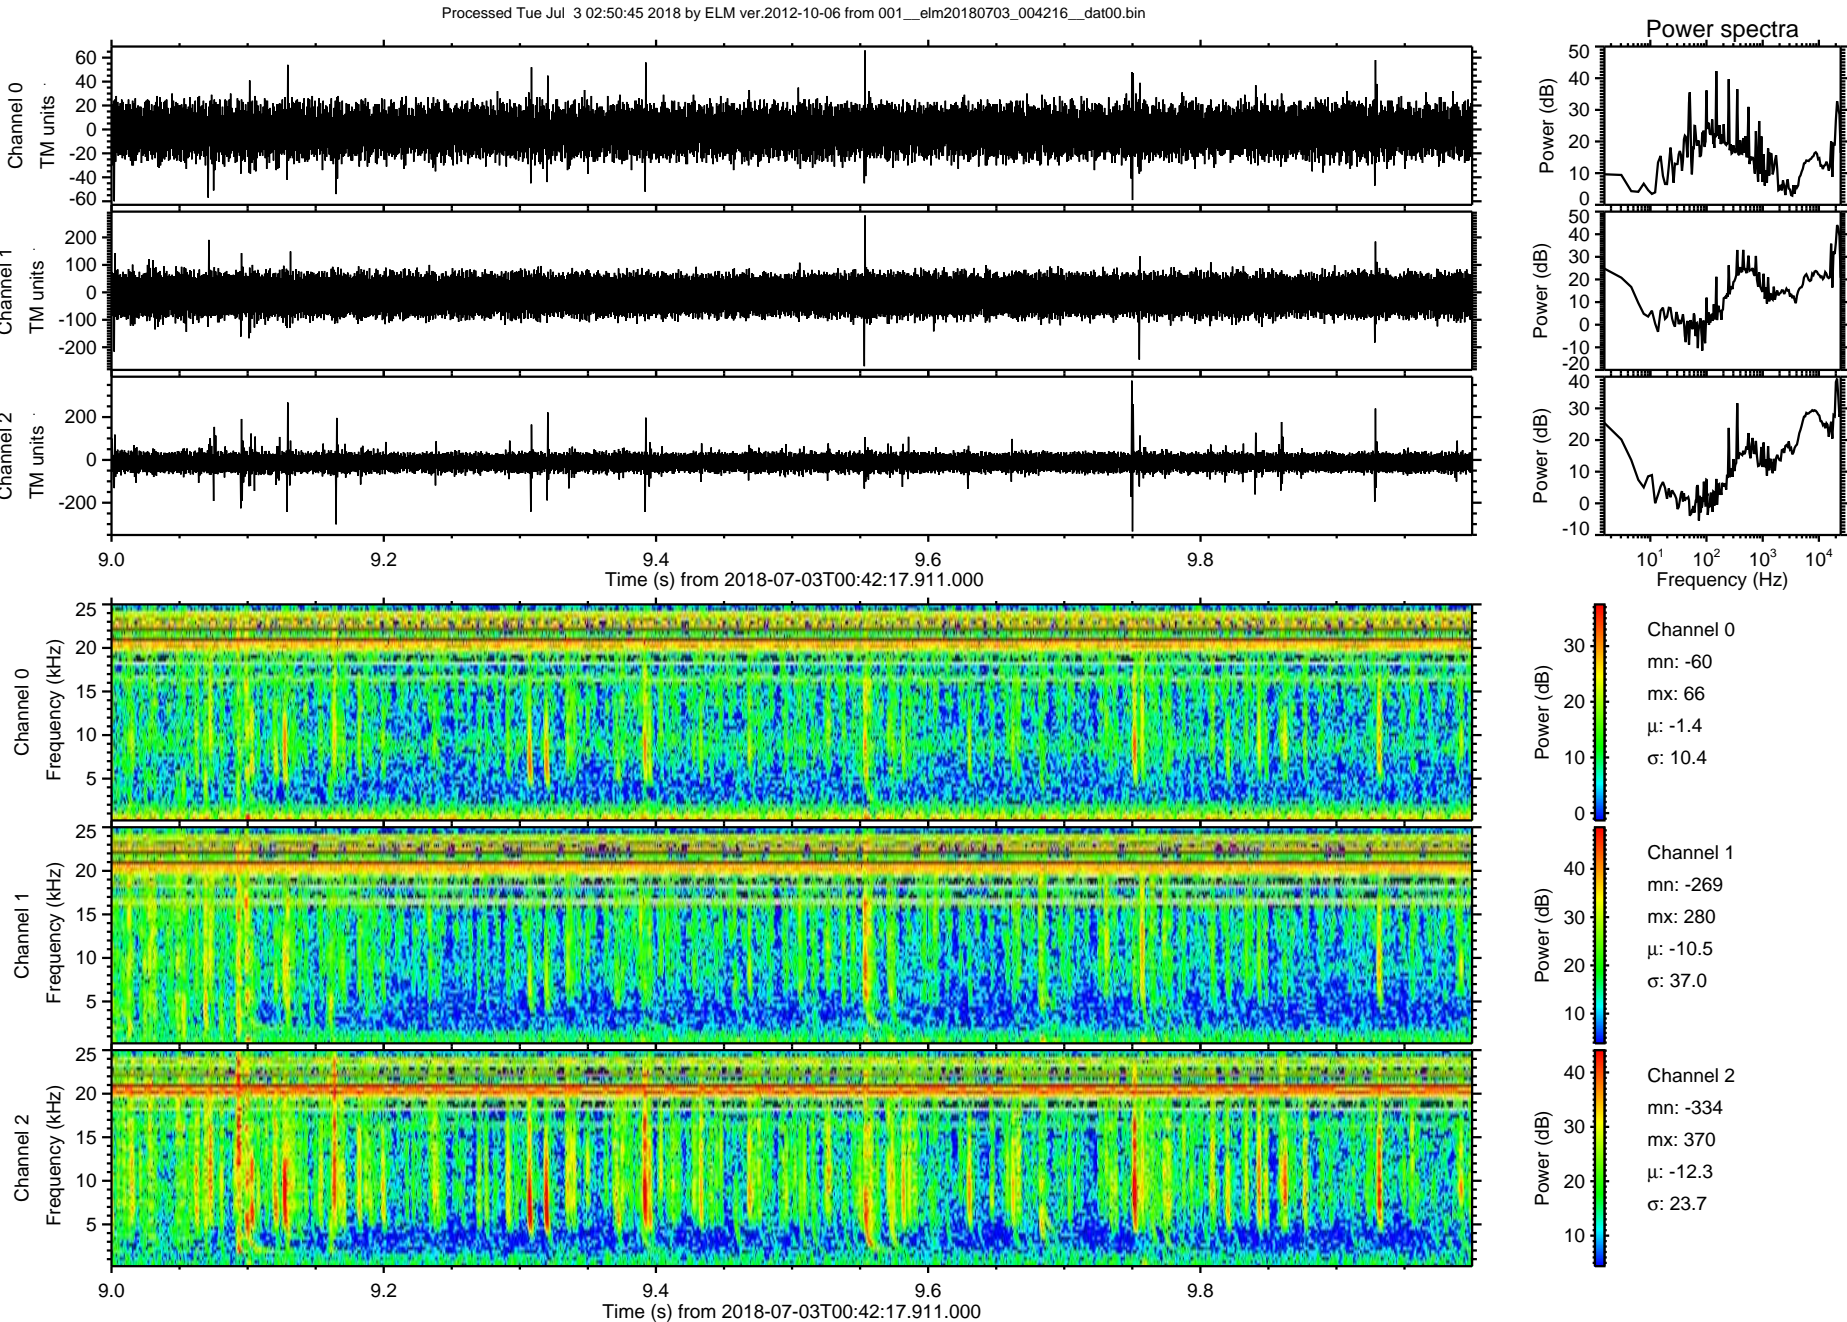 Processed Tue Jul  3 02:50:45 2018 by ELM ver.2012-10-06 from 001__elm20180703_004216__dat00.bin
Power spectra
Channel 0
TM units
60
40
20
0
-20
-40
-60
Power (dB)
50
40
30
20
10
0
Channel 1
TM units
200
100
0
-100
-200
Power (dB)
50
40
30
20
10
0
-10
-20
Channel 2
TM units
200
0
-200
Power (dB)
40
30
20
10
0
-10
9.0 9.2 9.4 9.6 9.8
Time (s) from 2018-07-03T00:42:17.911.000
10^1 10^2 10^3 10^4
Frequency (Hz)
Channel 0
Frequency (kHz)
25
20
15
10
5
Power (dB)
30
20
10
0
Channel 0
mn: -60
mx: 66
μ: -1.4
σ: 10.4
Channel 1
Frequency (kHz)
25
20
15
10
5
Power (dB)
40
30
20
10
Channel 1
mn: -269
mx: 280
μ: -10.5
σ: 37.0
Channel 2
Frequency (kHz)
25
20
15
10
5
Power (dB)
40
30
20
10
Channel 2
mn: -334
mx: 370
μ: -12.3
σ: 23.7
9.0 9.2 9.4 9.6 9.8
Time (s) from 2018-07-03T00:42:17.911.000